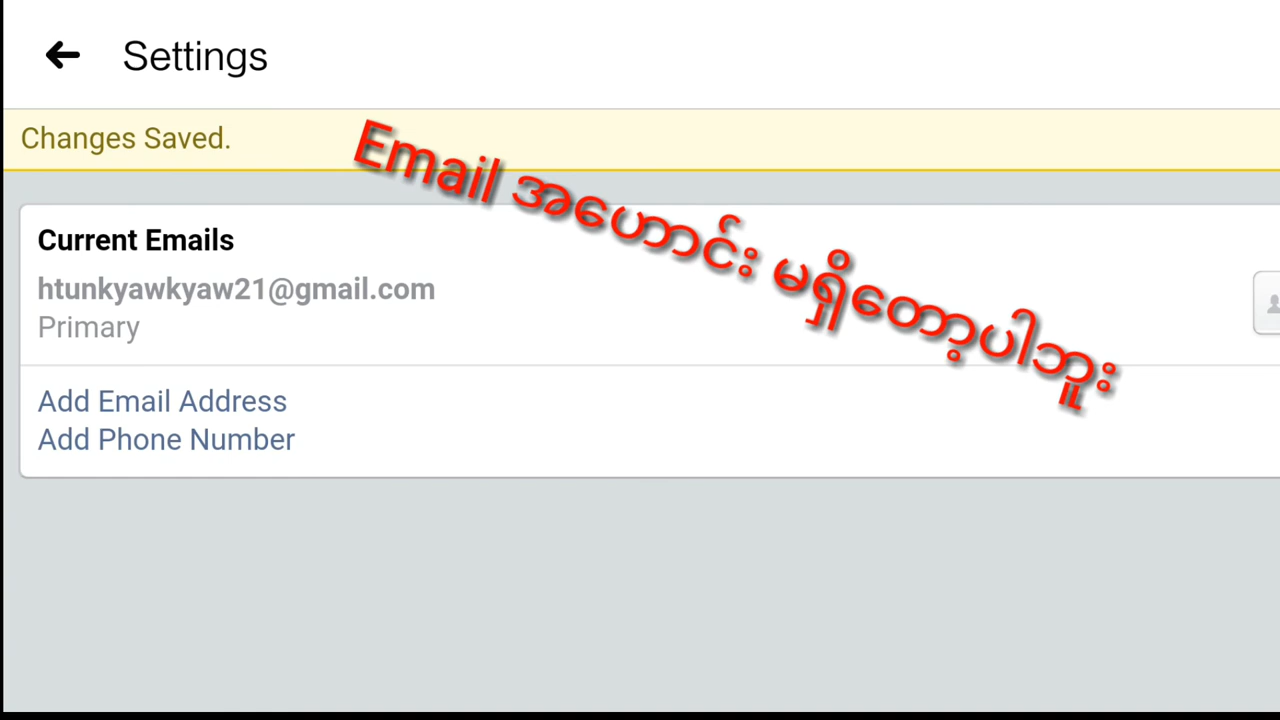 Settings
Changes Saved.
Email အဟောင်း မရှိတော့ပါဘူး
Current Emails
htunkyawkyaw21@gmail.com
Primary
Add Email Address
Add Phone Number